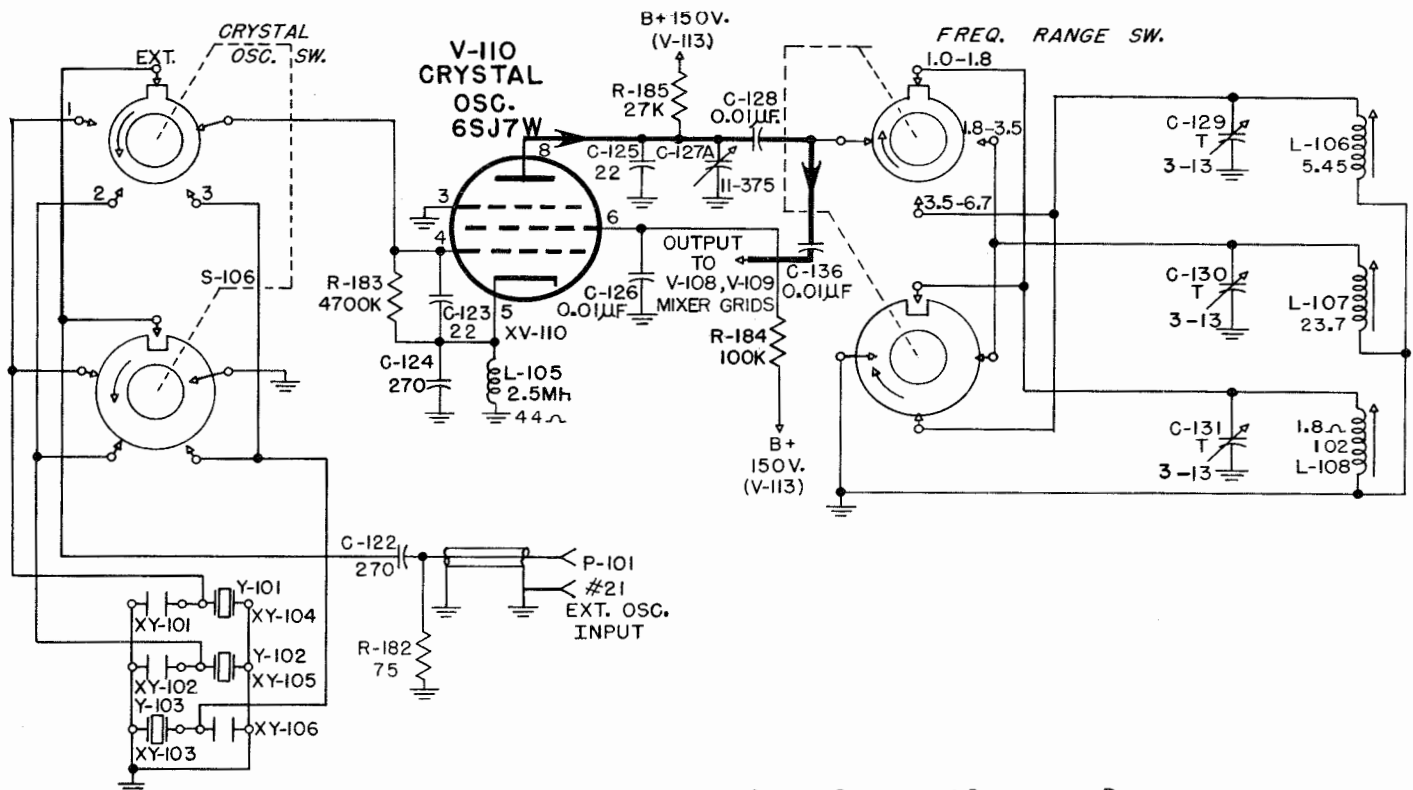 CRYSTAL
OSC. SW.
EXT.
1
2
3
S-106
V-110
CRYSTAL
OSC.
6SJ7W
8
3
4
6
5
XV-110
R-183
4700K
C-123
22
C-124
270
L-105
2.5Mh
44Ω
B+150V.
(V-113)
R-185
27K
C-128
0.01μF
C-125
22
C-127A
11-375
C-126
0.01μF
OUTPUT
TO
V-108, V-109
MIXER GRIDS
C-136
0.01μF
R-184
100K
B+
150V.
(V-113)
FREQ. RANGE SW.
1.0-1.8
1.8-3.5
3.5-6.7
C-129
T
3-13
L-106
5.45
C-130
T
3-13
L-107
23.7
C-131
T
3-13
1.8Ω
102
L-108
C-122
270
P-101
#21
EXT. OSC.
INPUT
R-182
75
Y-101
XY-101
XY-104
Y-102
XY-102
XY-105
Y-103
XY-103
XY-106